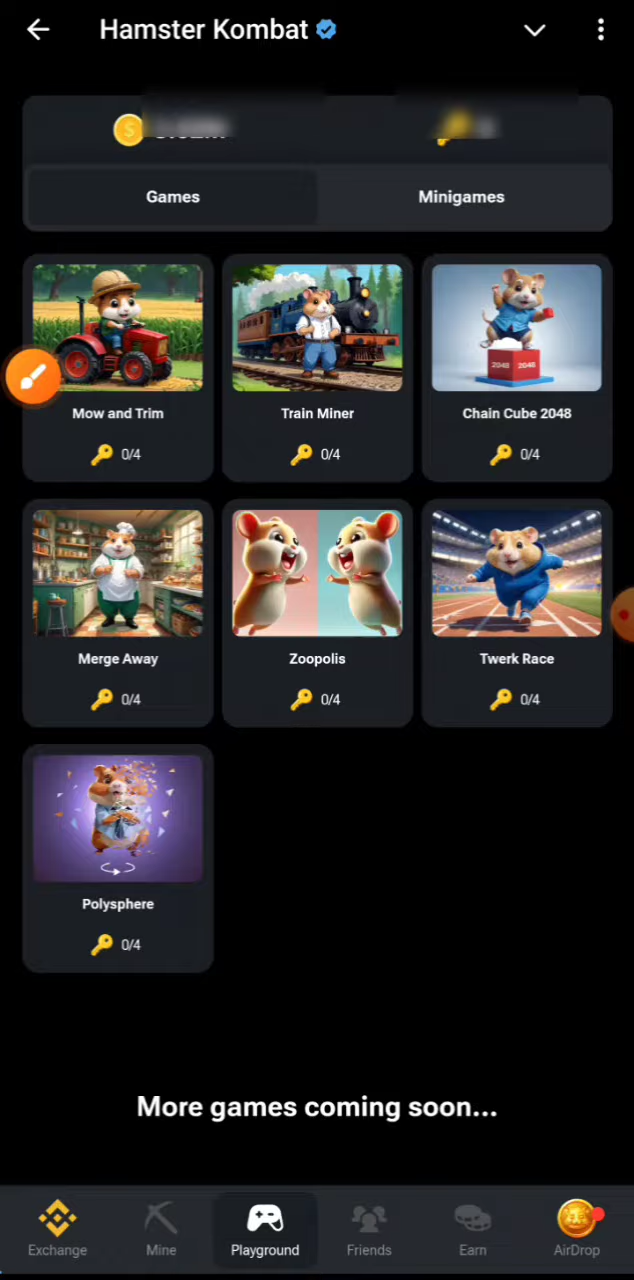 Hamster Kombat
Games
Minigames
2048 2048
Mow and Trim
Train Miner
Chain Cube 2048
0/4
0/4
0/4
Merge Away
Zoopolis
Twerk Race
0/4
0/4
0/4
Polysphere
0/4
More games coming soon...
Exchange
Mine
Playground
Friends
Earn
AirDrop